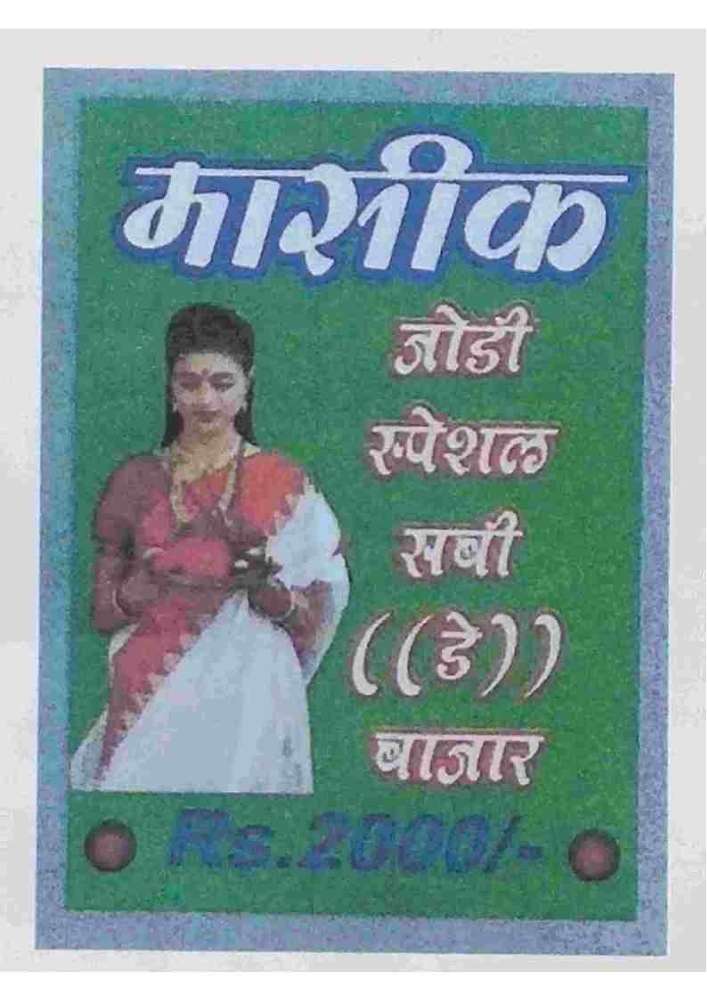 मासीक
जोडी
स्पेशल
सबी
((डे))
बाजार
Rs.2000/-